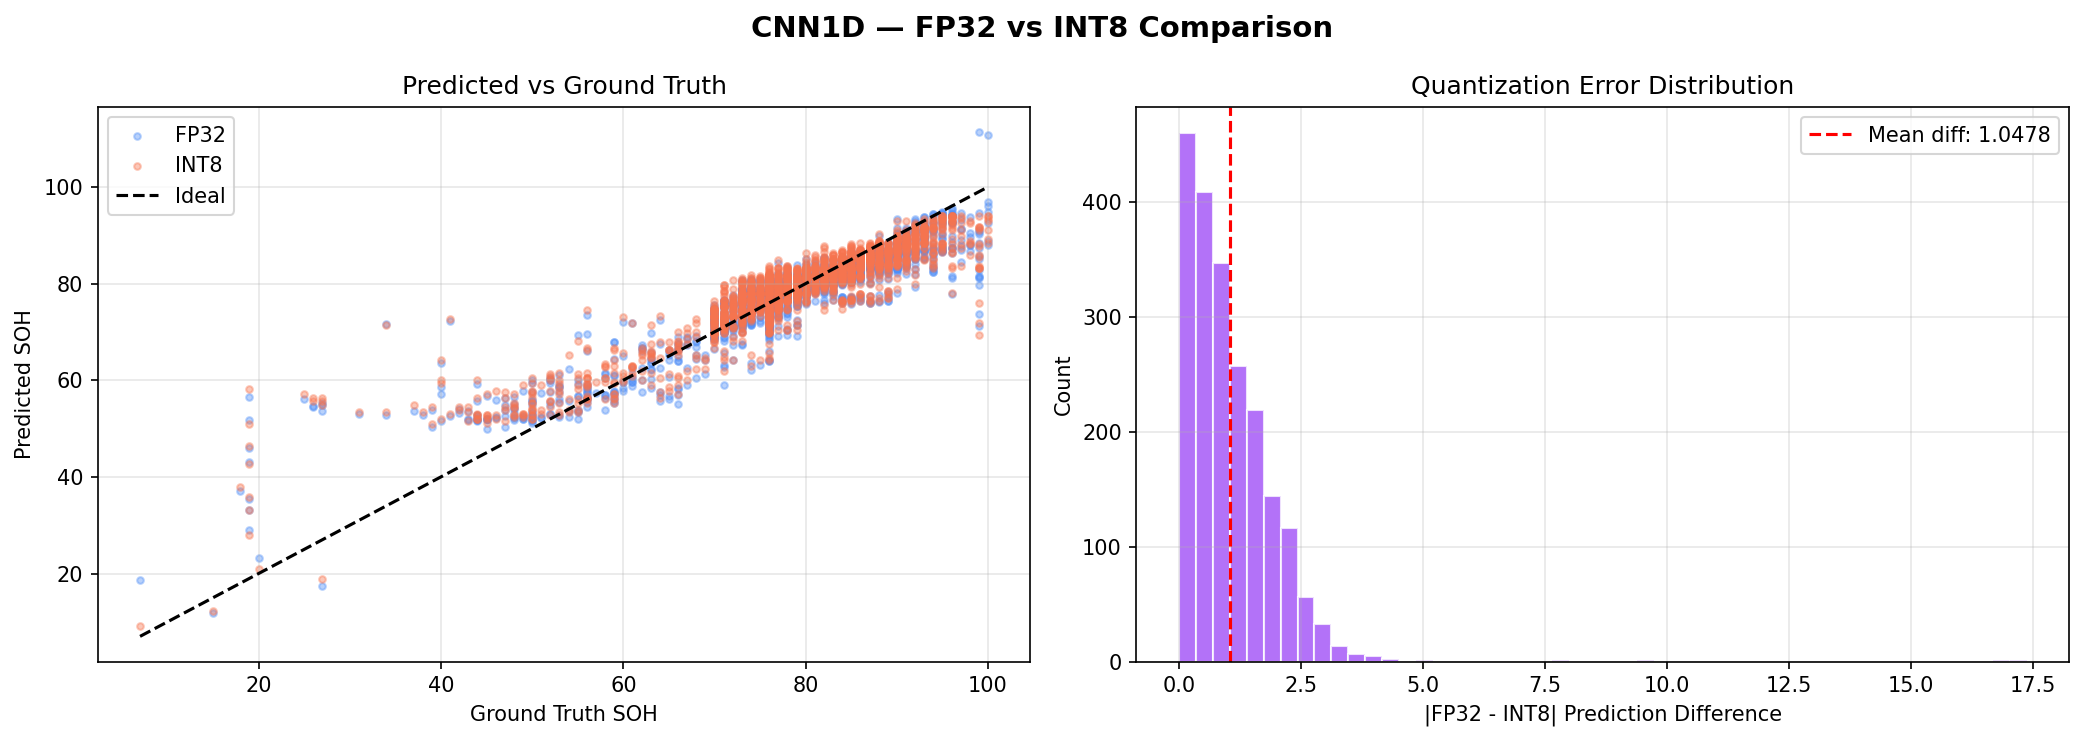 CNN1D — FP32 vs INT8 Comparison
Predicted vs Ground Truth
FP32
INT8
Ideal
100
80
60
40
20
Predicted SOH
20 40 60 80 100
Ground Truth SOH
Quantization Error Distribution
Mean diff: 1.0478
400
300
200
100
0
Count
0.0 2.5 5.0 7.5 10.0 12.5 15.0 17.5
|FP32 - INT8| Prediction Difference